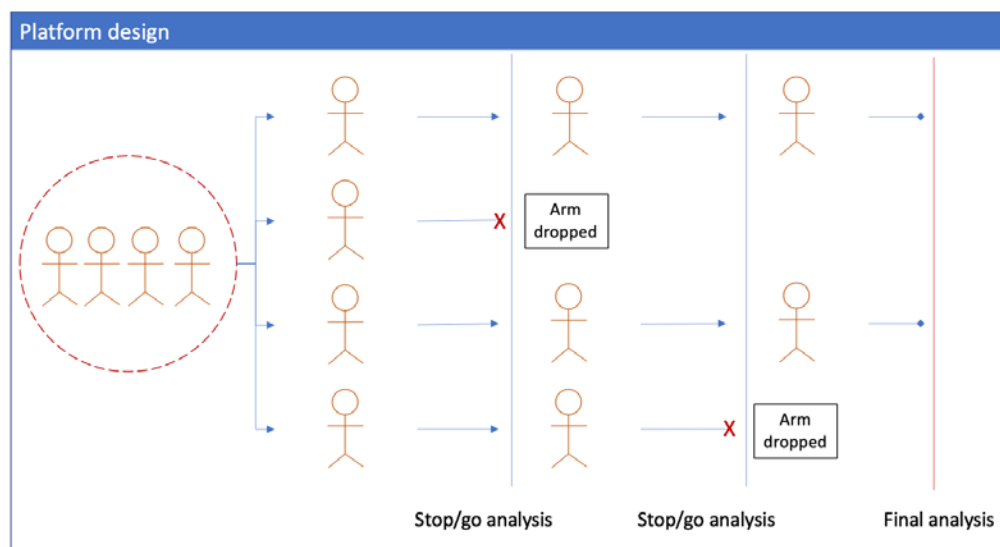 Platform design
Arm
dropped
Arm
dropped
Stop/go analysis
Stop/go analysis
Final analysis